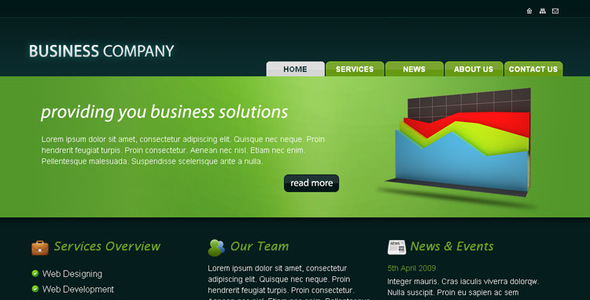 BUSINESS COMPANY
HOME SERVICES NEWS ABOUT US CONTACT US
providing you business solutions
Lorem ipsum dolor sit amet, consectetur adipiscing elit. Quisque nec neque. Proin
hendrerit feugiat turpis. Proin consectetur. Aenean nec nisl. Etiam nec enim.
Pellentesque malesuada. Suspendisse scelerisque ante a nulla.
read more
Services Overview
Web Designing
Web Development
Our Team
Lorem ipsum dolor sit amet,
consectetur adipiscing elit.
Quisque nec neque. Proin
hendrerit feugiat turpis. Proin
News & Events
5th April 2009
Integer mauris. Cras iaculis viverra dolorqw.
Nulla suscipit. Proin eu sapien ac sem